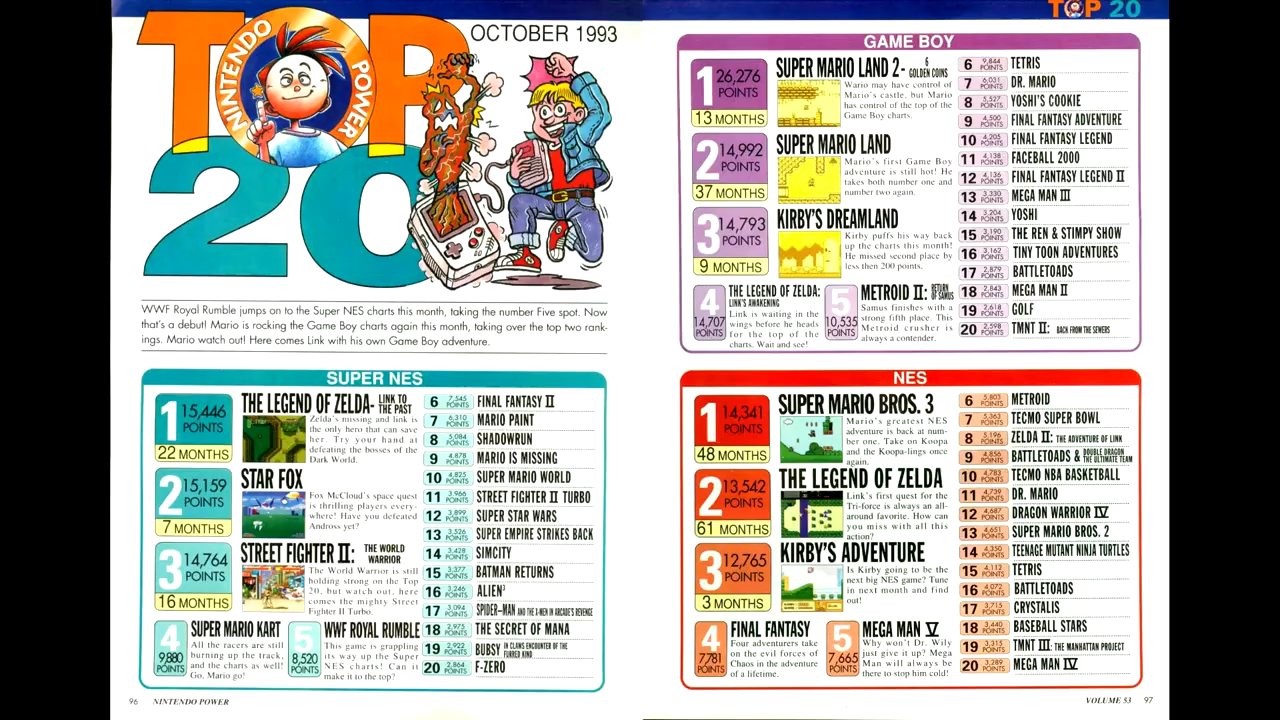 TOP 20
NINTENDO POWER
OCTOBER 1993
WWF Royal Rumble jumps on to the Super NES charts this month, taking the number Five spot. Now
that's a debut! Mario is rocking the Game Boy charts again this month, taking over the top two rank-
ings. Mario watch out! Here comes Link with his own Game Boy adventure.
SUPER NES
1 15,446 POINTS
22 MONTHS
THE LEGEND OF ZELDA- LINK TO THE PAST
Zelda's missing and link is
the only hero that can save
her. Try your hand at
defeating the bosses of the
Dark World.
2 15,159 POINTS
7 MONTHS
STAR FOX
Fox McCloud's space quest
is thrilling players every-
where! Have you defeated
Andross yet?
3 14,764 POINTS
16 MONTHS
STREET FIGHTER II: THE WORLD WARRIOR
The World Warrior is still
holding strong on the Top
20, but watch out, here
comes the mighty Street
Fighter II Turbo.
4 9,880 POINTS
SUPER MARIO KART
All the racers are still
burning up the track,
and the charts as well!
Go, Mario go!
5 8,520 POINTS
WWF ROYAL RUMBLE
This game is grappling
its way up the Super
NES charts! Can it
make it to the top?
6 7,545 POINTS FINAL FANTASY II
7 6,310 POINTS MARIO PAINT
8 5,084 POINTS SHADOWRUN
9 4,878 POINTS MARIO IS MISSING
10 4,825 POINTS SUPER MARIO WORLD
11 3,966 POINTS STREET FIGHTER II TURBO
12 3,899 POINTS SUPER STAR WARS
13 3,526 POINTS SUPER EMPIRE STRIKES BACK
14 3,428 POINTS SIMCITY
15 3,377 POINTS BATMAN RETURNS
16 3,246 POINTS ALIEN³
17 3,094 POINTS SPIDER-MAN AND THE X-MEN IN ARCADE'S REVENGE
18 2,975 POINTS THE SECRET OF MANA
19 2,922 POINTS BUBSY IN CLAWS ENCOUNTER OF THE FURRED KIND
20 2,864 POINTS F-ZERO
96 NINTENDO POWER
TOP 20
GAME BOY
1 26,276 POINTS
13 MONTHS
SUPER MARIO LAND 2- 6 GOLDEN COINS
Wario may have control of
Mario's castle, but Mario
has control of the top of the
Game Boy charts.
2 14,992 POINTS
37 MONTHS
SUPER MARIO LAND
Mario's first Game Boy
adventure is still hot! He
takes both number one and
number two again.
3 14,793 POINTS
9 MONTHS
KIRBY'S DREAMLAND
Kirby puffs his way back
up the charts this month!
He missed second place by
less then 200 points.
4 14,707 POINTS
THE LEGEND OF ZELDA:
LINK'S AWAKENING
Link is waiting in the
wings before he heads
for the top of the
charts. Wait and see!
5 10,535 POINTS
METROID II: RETURN OF SAMUS
Samus finishes with a
strong fifth place. This
Metroid crusher is
always a contender.
6 9,844 POINTS TETRIS
7 6,031 POINTS DR. MARIO
8 5,527 POINTS YOSHI'S COOKIE
9 4,500 POINTS FINAL FANTASY ADVENTURE
10 4,205 POINTS FINAL FANTASY LEGEND
11 4,138 POINTS FACEBALL 2000
12 4,136 POINTS FINAL FANTASY LEGEND II
13 3,330 POINTS MEGA MAN III
14 3,204 POINTS YOSHI
15 3,190 POINTS THE REN & STIMPY SHOW
16 3,162 POINTS TINY TOON ADVENTURES
17 2,879 POINTS BATTLETOADS
18 2,843 POINTS MEGA MAN II
19 2,618 POINTS GOLF
20 2,598 POINTS TMNT II: BACK FROM THE SEWERS
NES
1 14,341 POINTS
48 MONTHS
SUPER MARIO BROS. 3
Mario's greatest NES
adventure is back at num-
ber one. Take on Koopa
and the Koopa-lings once
again.
2 13,542 POINTS
61 MONTHS
THE LEGEND OF ZELDA
Link's first quest for the
Tri-force is always an all-
around favorite. How can
you miss with all this
action?
3 12,765 POINTS
3 MONTHS
KIRBY'S ADVENTURE
Is Kirby going to be the
next big NES game? Tune
in next month and find
out!
4 7,781 POINTS
FINAL FANTASY
Four adventurers take
on the evil forces of
Chaos in the adventure
of a lifetime.
5 7,665 POINTS
MEGA MAN V
Why won't Dr. Wily
just give it up? Mega
Man will always be
there to stop him cold!
6 5,803 POINTS METROID
7 5,363 POINTS TECMO SUPER BOWL
8 5,196 POINTS ZELDA II: THE ADVENTURE OF LINK
9 4,856 POINTS BATTLETOADS & DOUBLE DRAGON THE ULTIMATE TEAM
10 4,783 POINTS TECMO NBA BASKETBALL
11 4,739 POINTS DR. MARIO
12 4,687 POINTS DRAGON WARRIOR IV
13 4,651 POINTS SUPER MARIO BROS. 2
14 4,350 POINTS TEENAGE MUTANT NINJA TURTLES
15 4,112 POINTS TETRIS
16 4,072 POINTS BATTLETOADS
17 3,715 POINTS CRYSTALIS
18 3,440 POINTS BASEBALL STARS
19 3,315 POINTS TMNT III: THE MANHATTAN PROJECT
20 3,289 POINTS MEGA MAN IV
VOLUME 53 97